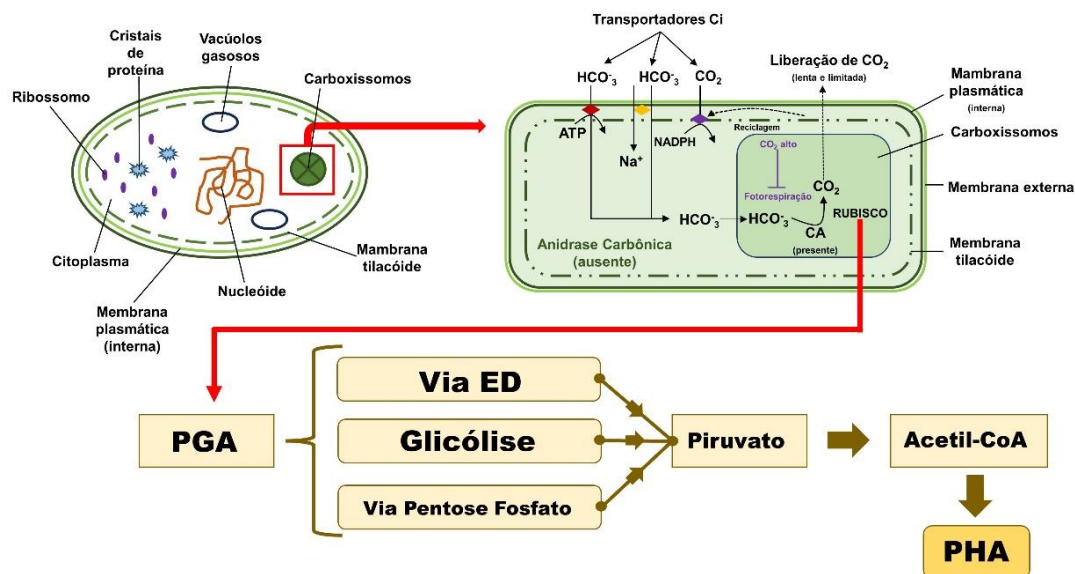 Cristais
de
proteína
Vacúolos
gasosos
Ribossomo
Carboxissomos
Citoplasma
Mambrana
tilacóide
Nucleóide
Membrana
plasmática
(interna)
Transportadores Ci
HCO⁻₃
HCO⁻₃
CO₂
Liberação de CO₂
(lenta e limitada)
Mambrana
plasmática
(interna)
ATP
Na⁺
NADPH
Reciclagem
Carboxissomos
CO₂ alto
Fotorespiração
CO₂
Membrana externa
HCO⁻₃
HCO⁻₃
CA
(presente)
RUBISCO
Anidrase Carbônica
(ausente)
Membrana
tilacóide
PGA
Via ED
Glicólise
Via Pentose Fosfato
Piruvato
Acetil-CoA
PHA